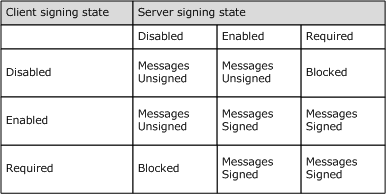 Client signing state Server signing state
Disabled Enabled Required
Disabled Messages Unsigned Messages Unsigned Blocked
Enabled Messages Unsigned Messages Signed Messages Signed
Required Blocked Messages Signed Messages Signed